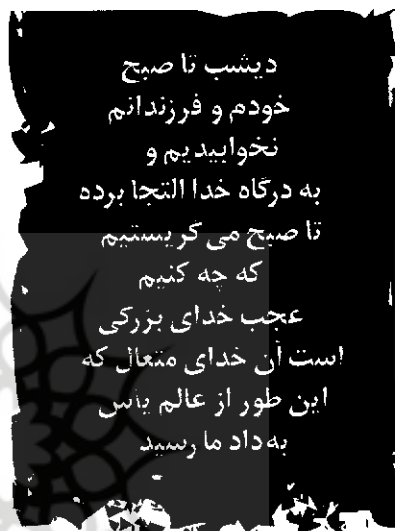 دیشب تا صبح
خودم و فرزندانم
نخوابیدیم و
به درگاه خدا التجا برده
تا صبح می گریستیم
که چه کنیم
عجب خدای بزرگی
است آن خدای متعال که
این طور از عالم یأس
به داد ما رسید